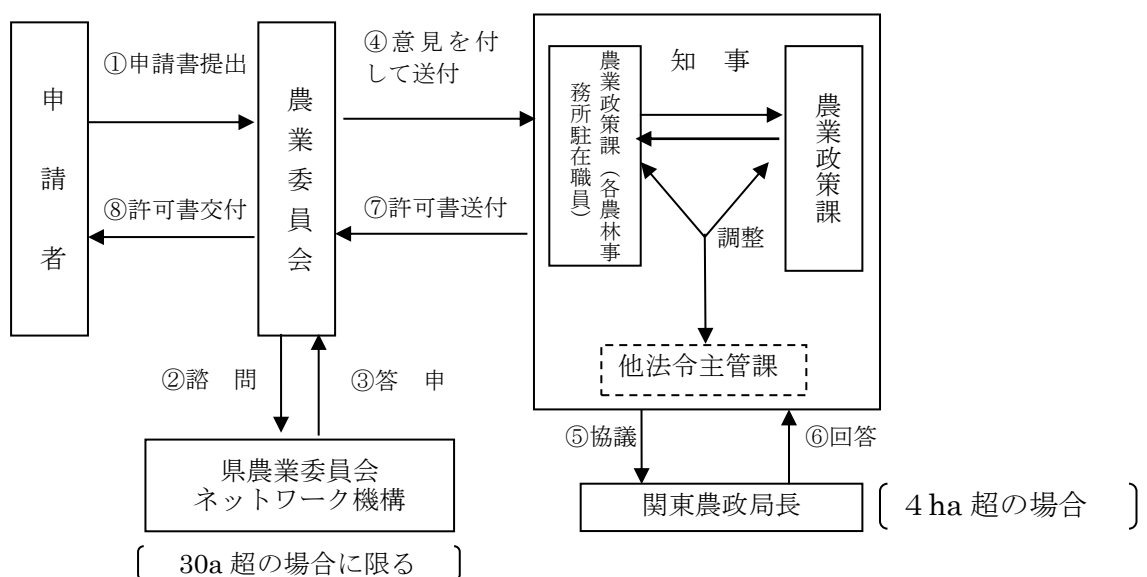 申請者
①申請書提出
⑧許可書交付
農業委員会
④意見を付
して送付
⑦許可書送付
②諮　問
③答　申
県農業委員会
ネットワーク機構
30a 超の場合に限る
知　事
農業政策課（各農林事
務所駐在職員）
農業政策課
調整
他法令主管課
⑤協議
⑥回答
関東農政局長
４ha 超の場合